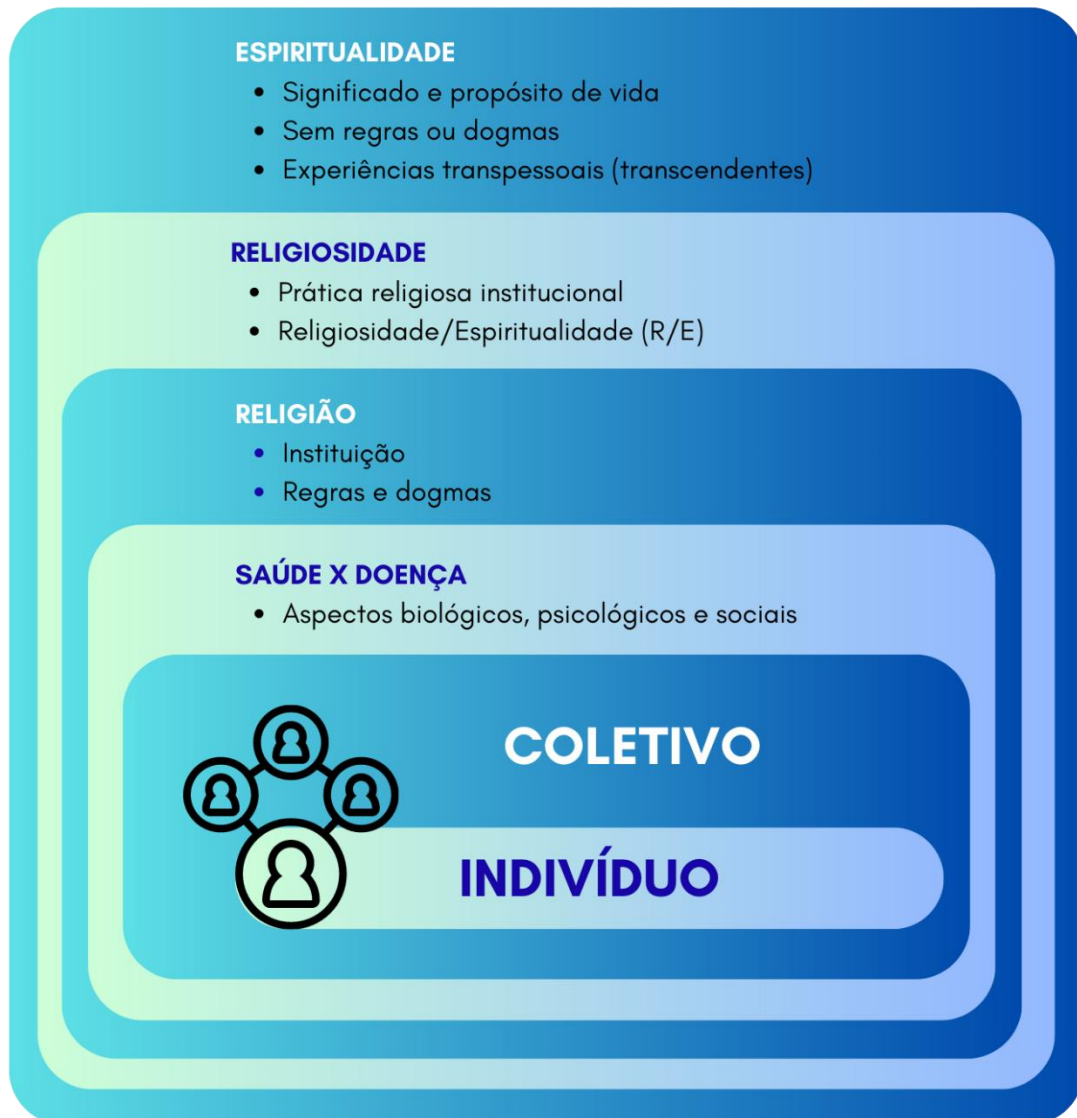 ESPIRITUALIDADE
• Significado e propósito de vida
• Sem regras ou dogmas
• Experiências transpessoais (transcendentes)
RELIGIOSIDADE
• Prática religiosa institucional
• Religiosidade/Espiritualidade (R/E)
RELIGIÃO
• Instituição
• Regras e dogmas
SAÚDE X DOENÇA
• Aspectos biológicos, psicológicos e sociais
COLETIVO
INDIVÍDUO